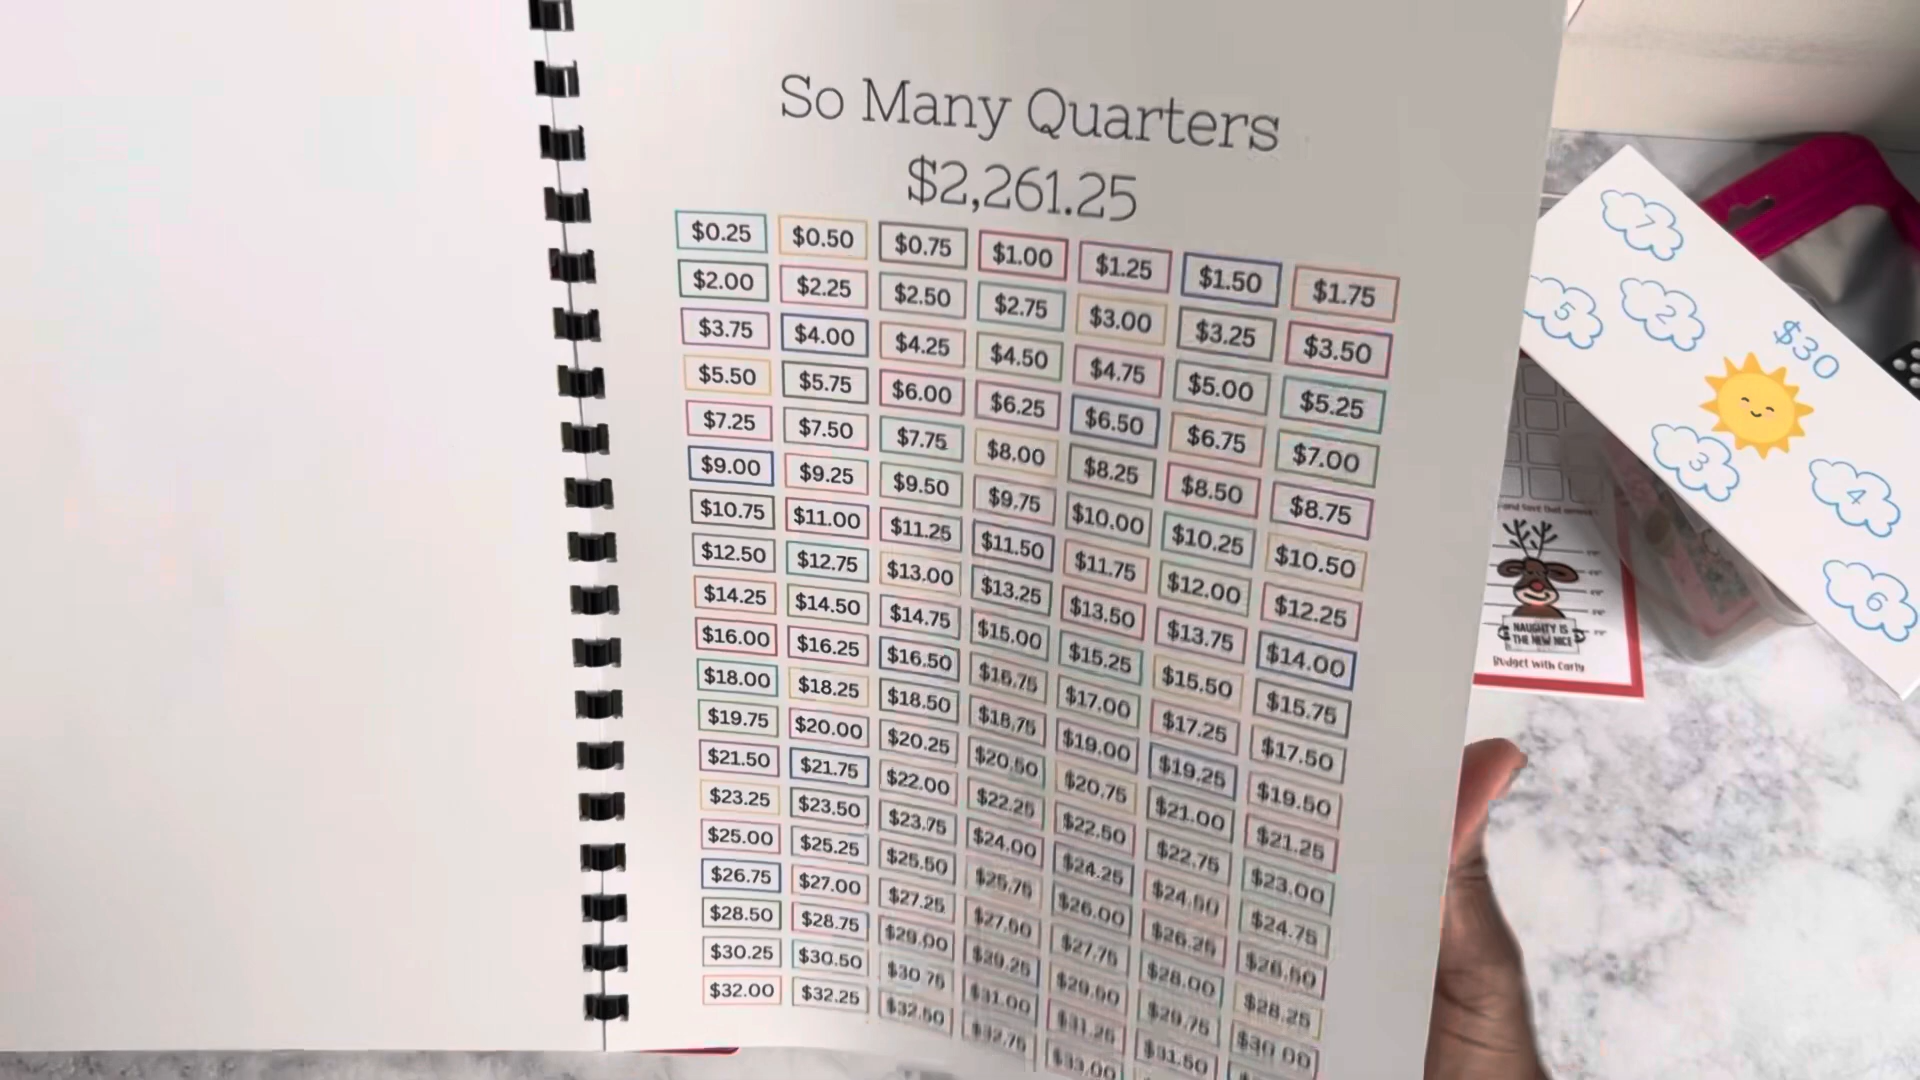 So Many Quarters
$2,261.25
$0.25 $0.50 $0.75 $1.00 $1.25 $1.50 $1.75
$2.00 $2.25 $2.50 $2.75 $3.00 $3.25 $3.50
$3.75 $4.00 $4.25 $4.50 $4.75 $5.00 $5.25
$5.50 $5.75 $6.00 $6.25 $6.50 $6.75 $7.00
$7.25 $7.50 $7.75 $8.00 $8.25 $8.50 $8.75
$9.00 $9.25 $9.50 $9.75 $10.00 $10.25 $10.50
$10.75 $11.00 $11.25 $11.50 $11.75 $12.00 $12.25
$12.50 $12.75 $13.00 $13.25 $13.50 $13.75 $14.00
$14.25 $14.50 $14.75 $15.00 $15.25 $15.50 $15.75
$16.00 $16.25 $16.50 $16.75 $17.00 $17.25 $17.50
$18.00 $18.25 $18.50 $18.75 $19.00 $19.25 $19.50
$19.75 $20.00 $20.25 $20.50 $20.75 $21.00 $21.25
$21.50 $21.75 $22.00 $22.25 $22.50 $22.75 $23.00
$23.25 $23.50 $23.75 $24.00 $24.25 $24.50 $24.75
$25.00 $25.25 $25.50 $25.75 $26.00 $26.25 $26.50
$26.75 $27.00 $27.25 $27.50 $27.75 $28.00 $28.25
$28.50 $28.75 $29.00 $29.25 $29.50 $29.75 $30.00
$30.25 $30.50 $30.75 $31.00 $31.25 $31.50
$32.00 $32.25 $32.50 $32.75 $33.00
7
5 2 $30
3 4
6
and save that amount
NAUGHTY IS
THE NEW NICE
Budget with Carly